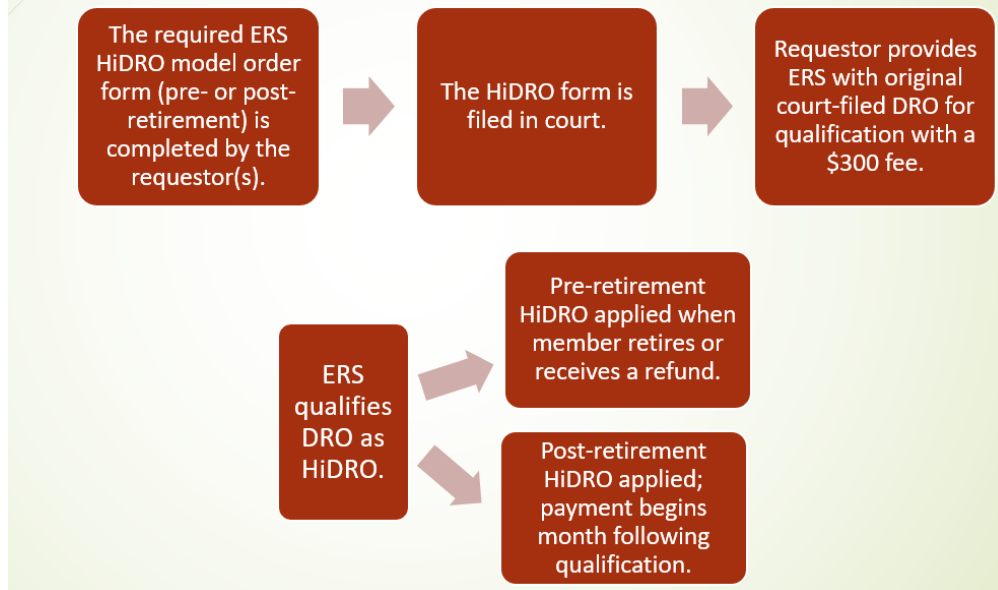 The required ERS
HiDRO model order
form (pre- or post-
retirement) is
completed by the
requestor(s).
The HiDRO form is
filed in court.
Requestor provides
ERS with original
court-filed DRO for
qualification with a
$300 fee.
ERS
qualifies
DRO as
HiDRO.
Pre-retirement
HiDRO applied when
member retires or
receives a refund.
Post-retirement
HiDRO applied;
payment begins
month following
qualification.